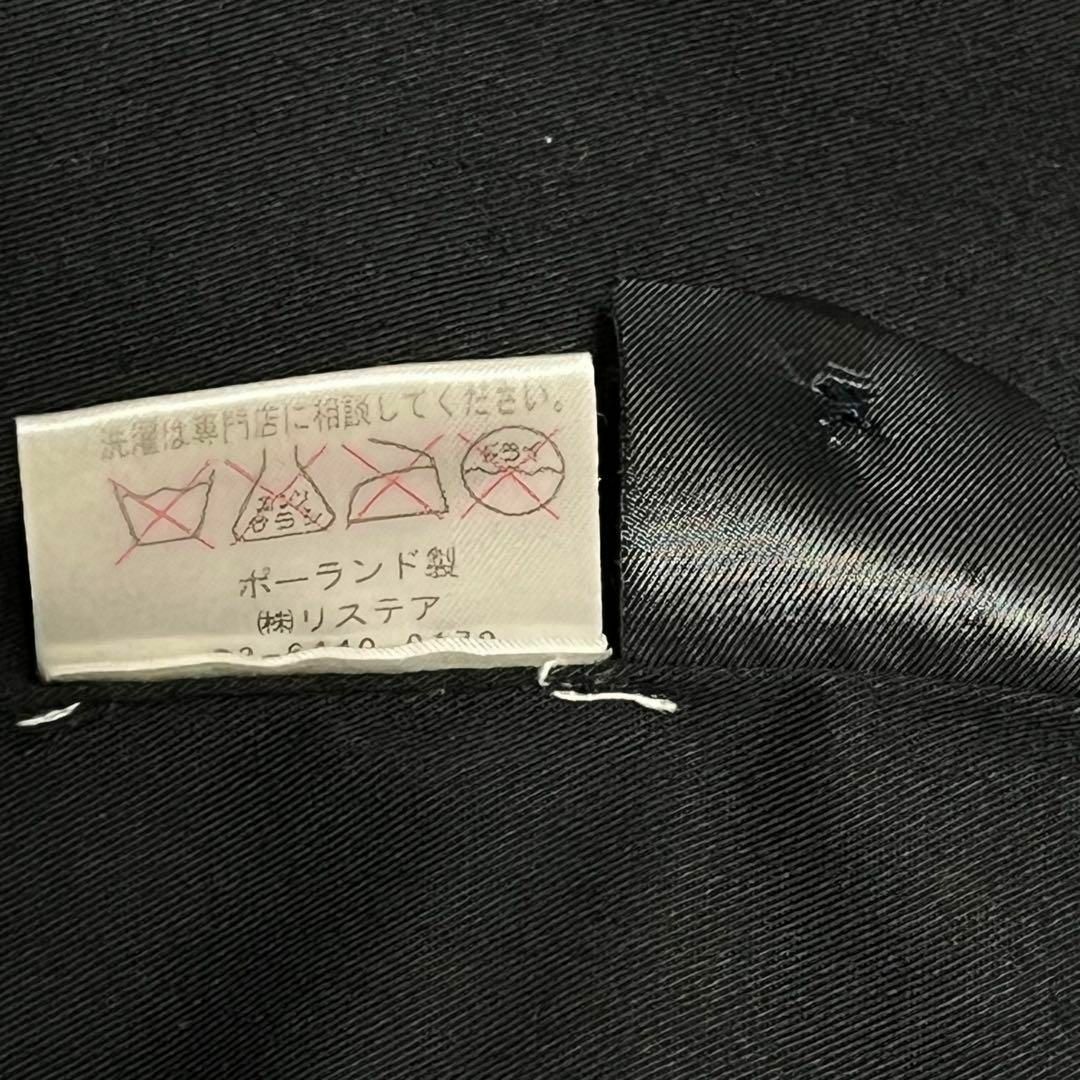 洗濯は専門店に相談してください。
ポーランド製
㈱リステア